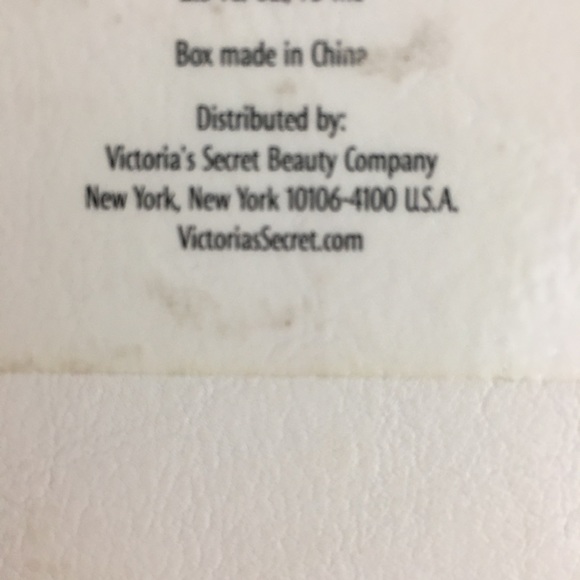 Box made in China
Distributed by:
Victoria's Secret Beauty Company
New York, New York 10106-4100 U.S.A.
VictoriasSecret.com